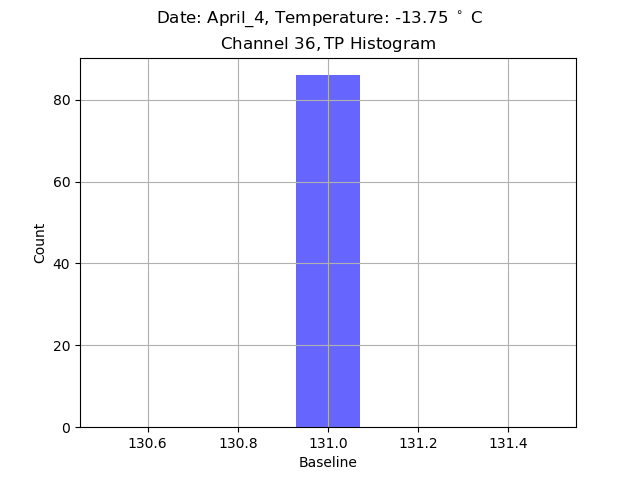 Date: April_4, Temperature: -13.75 ° C
Channel 36, TP Histogram
80
60
40
20
0
Count
130.6 130.8 131.0 131.2 131.4
Baseline